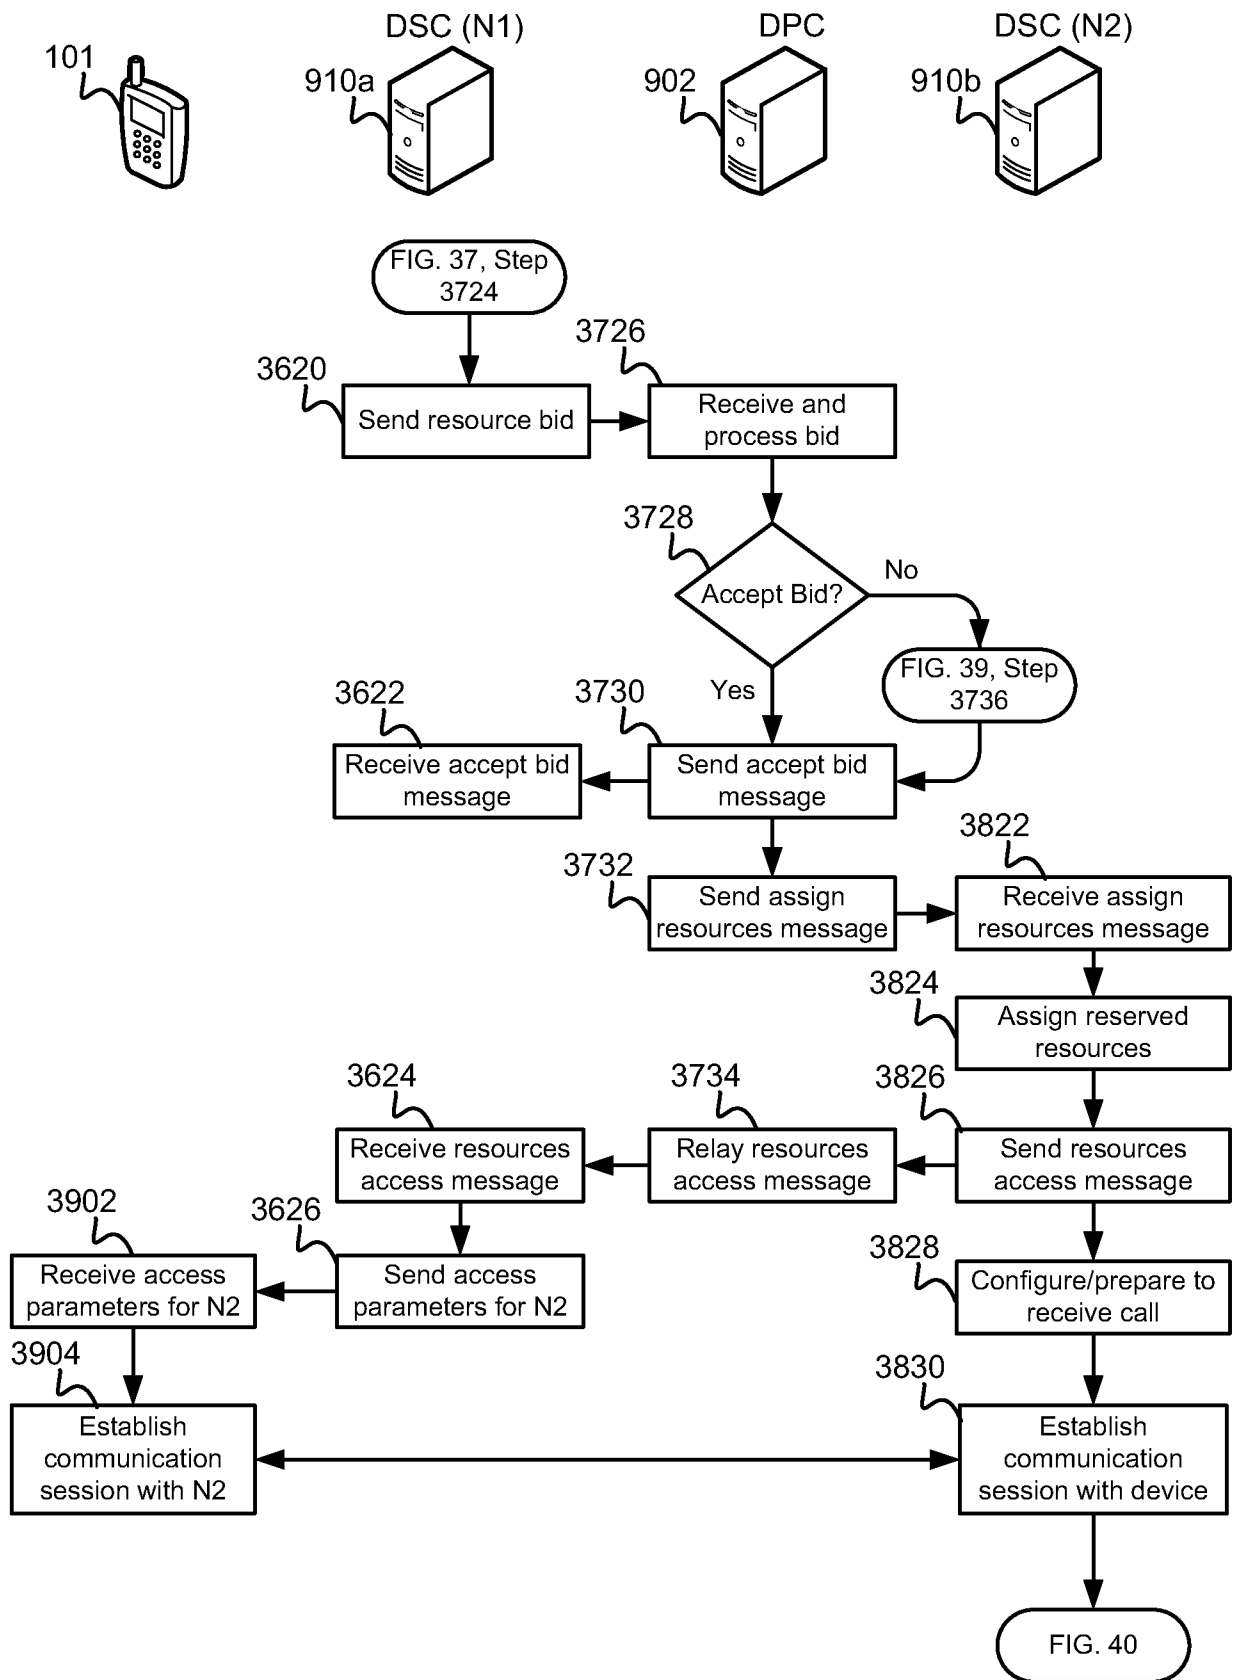 DSC (N1)
DPC
DSC (N2)
101
910a
902
910b
FIG. 37, Step
3724
3726
3620
Send resource bid
Receive and
process bid
3728
Accept Bid?
No
FIG. 39, Step
3736
Yes
3622
3730
Receive accept bid
message
Send accept bid
message
3822
3732
Send assign
resources message
Receive assign
resources message
3824
Assign reserved
resources
3624
3734
3826
Receive resources
access message
Relay resources
access message
Send resources
access message
3902
3626
3828
Receive access
parameters for N2
Send access
parameters for N2
Configure/prepare to
receive call
3904
3830
Establish
communication
session with N2
Establish
communication
session with device
FIG. 40